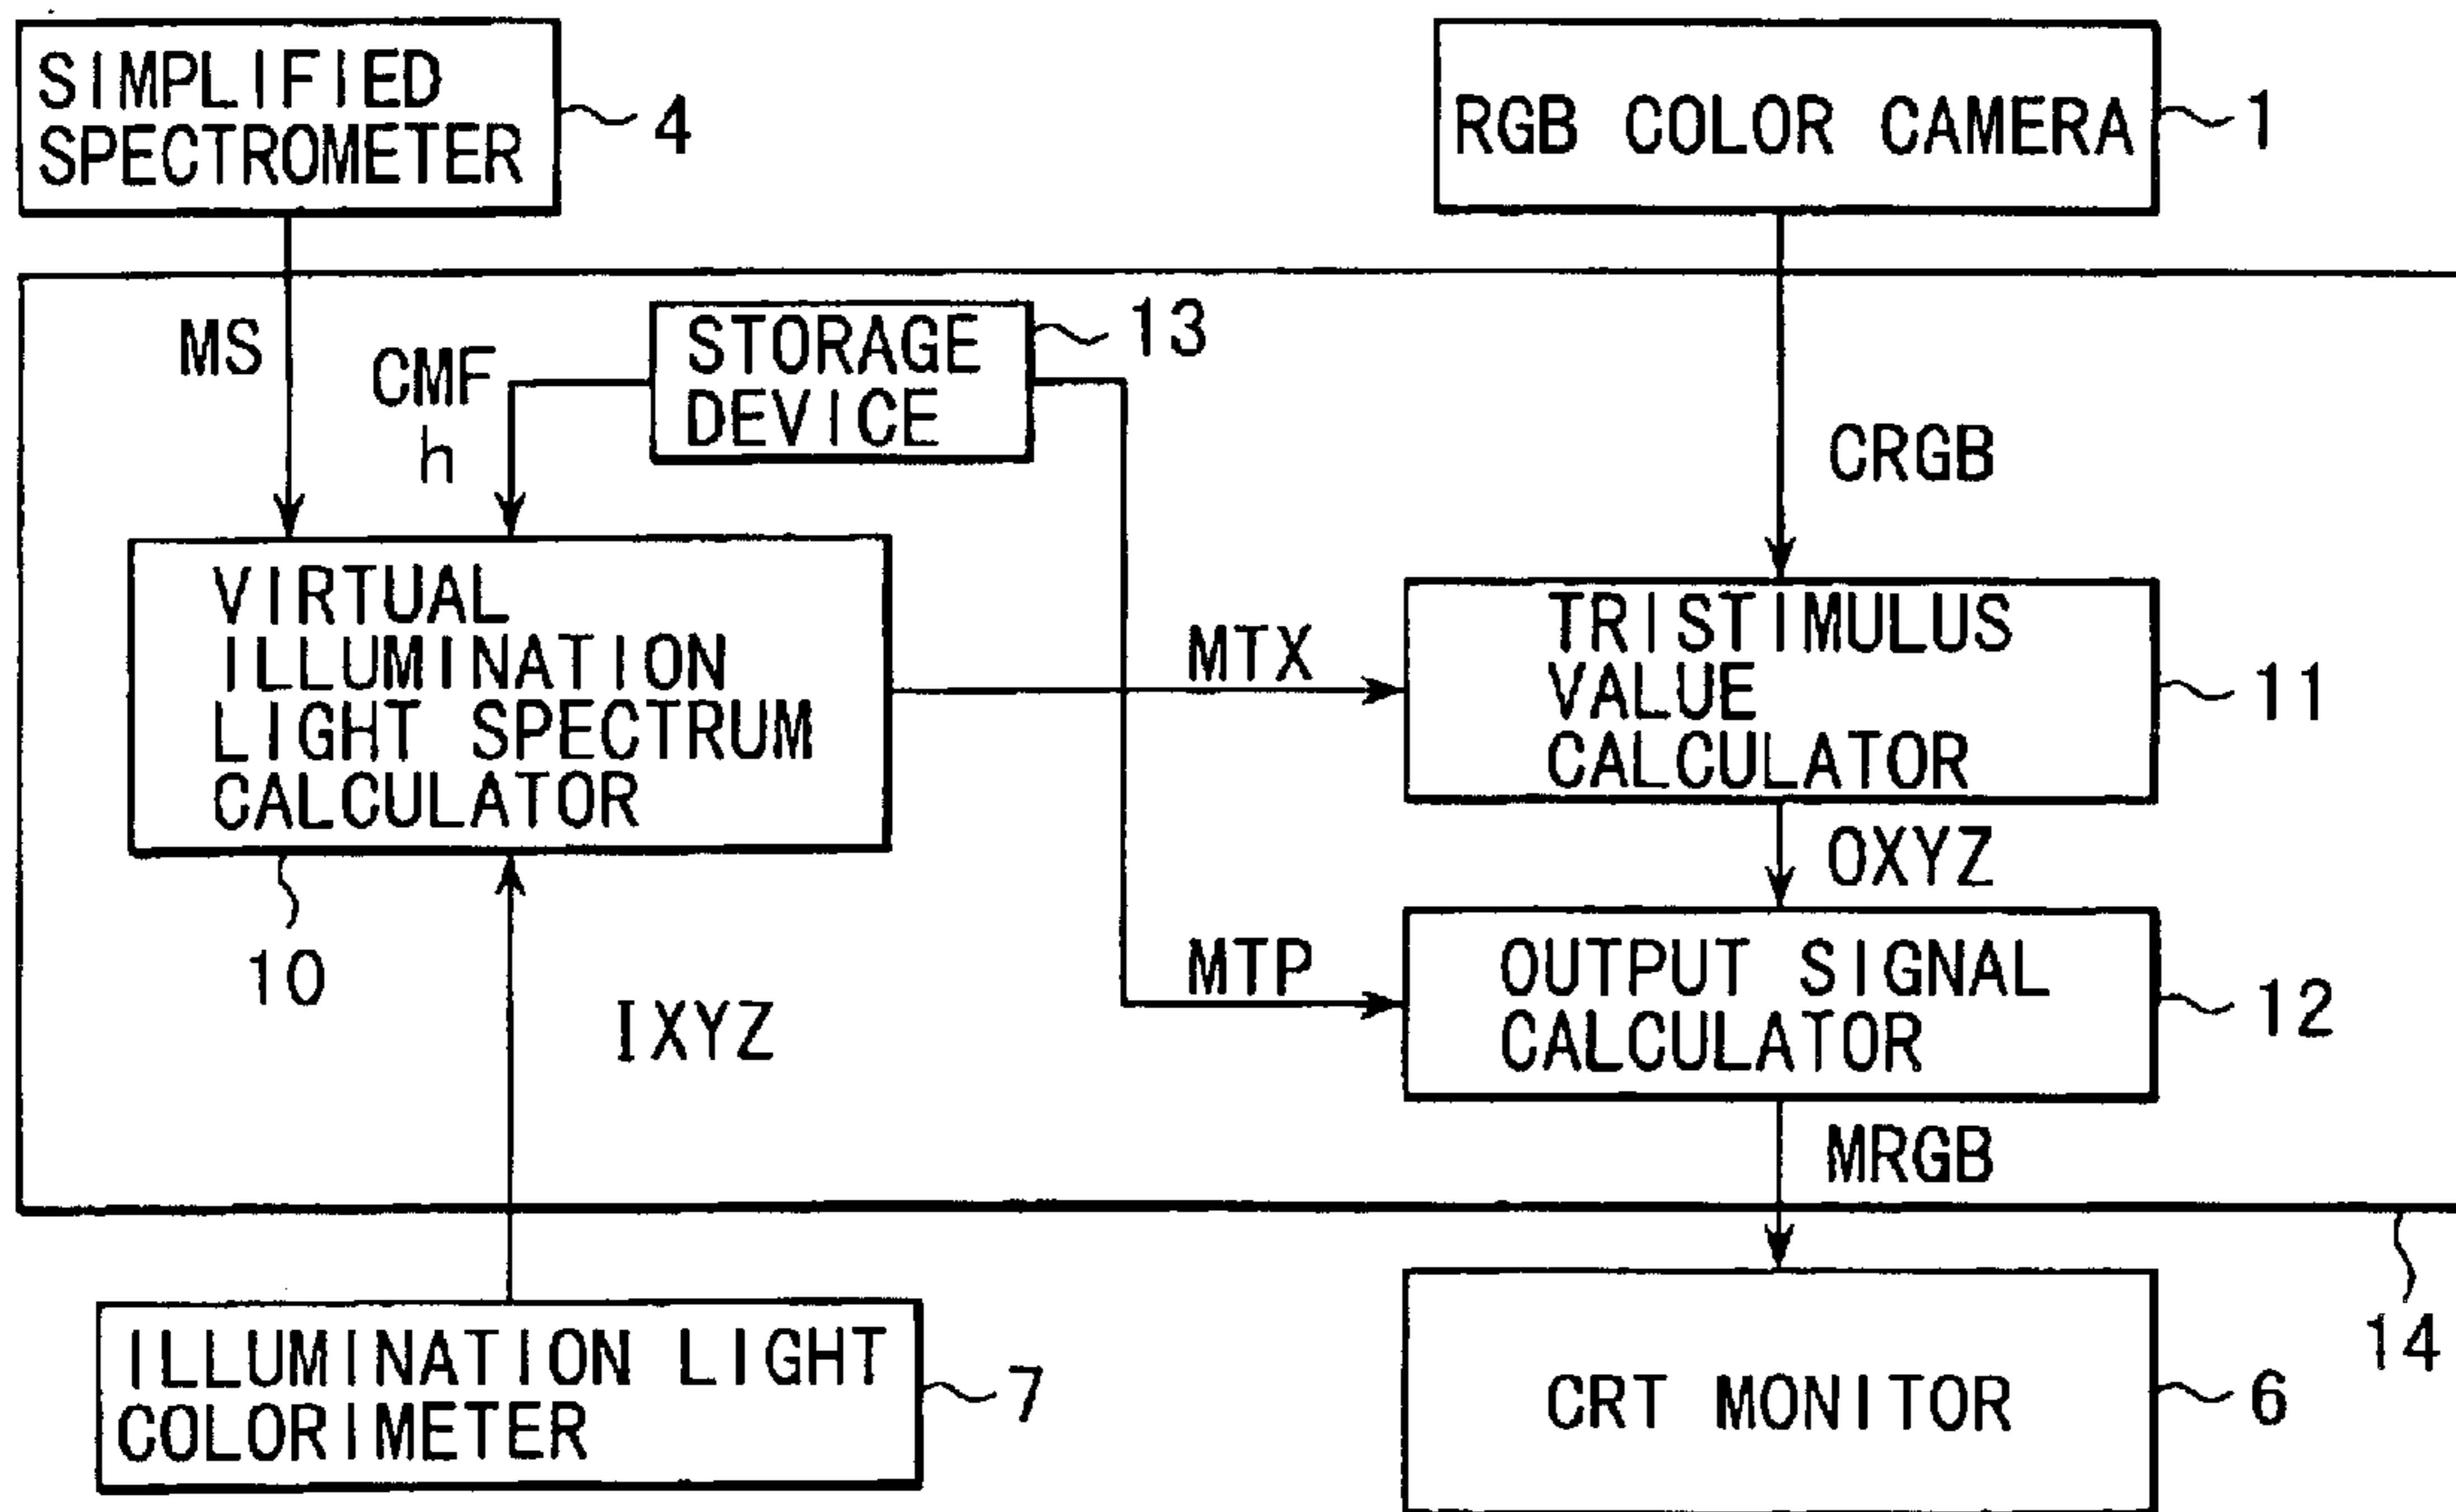 SIMPLIFIED
SPECTROMETER
4
RGB COLOR CAMERA
1
MS
CMF
h
STORAGE
DEVICE
13
CRGB
VIRTUAL
ILLUMINATION
LIGHT SPECTRUM
CALCULATOR
10
MTX
TRISTIMULUS
VALUE
CALCULATOR
11
OXYZ
MTP
OUTPUT SIGNAL
CALCULATOR
12
IXYZ
MRGB
14
ILLUMINATION LIGHT
COLORIMETER
7
CRT MONITOR
6